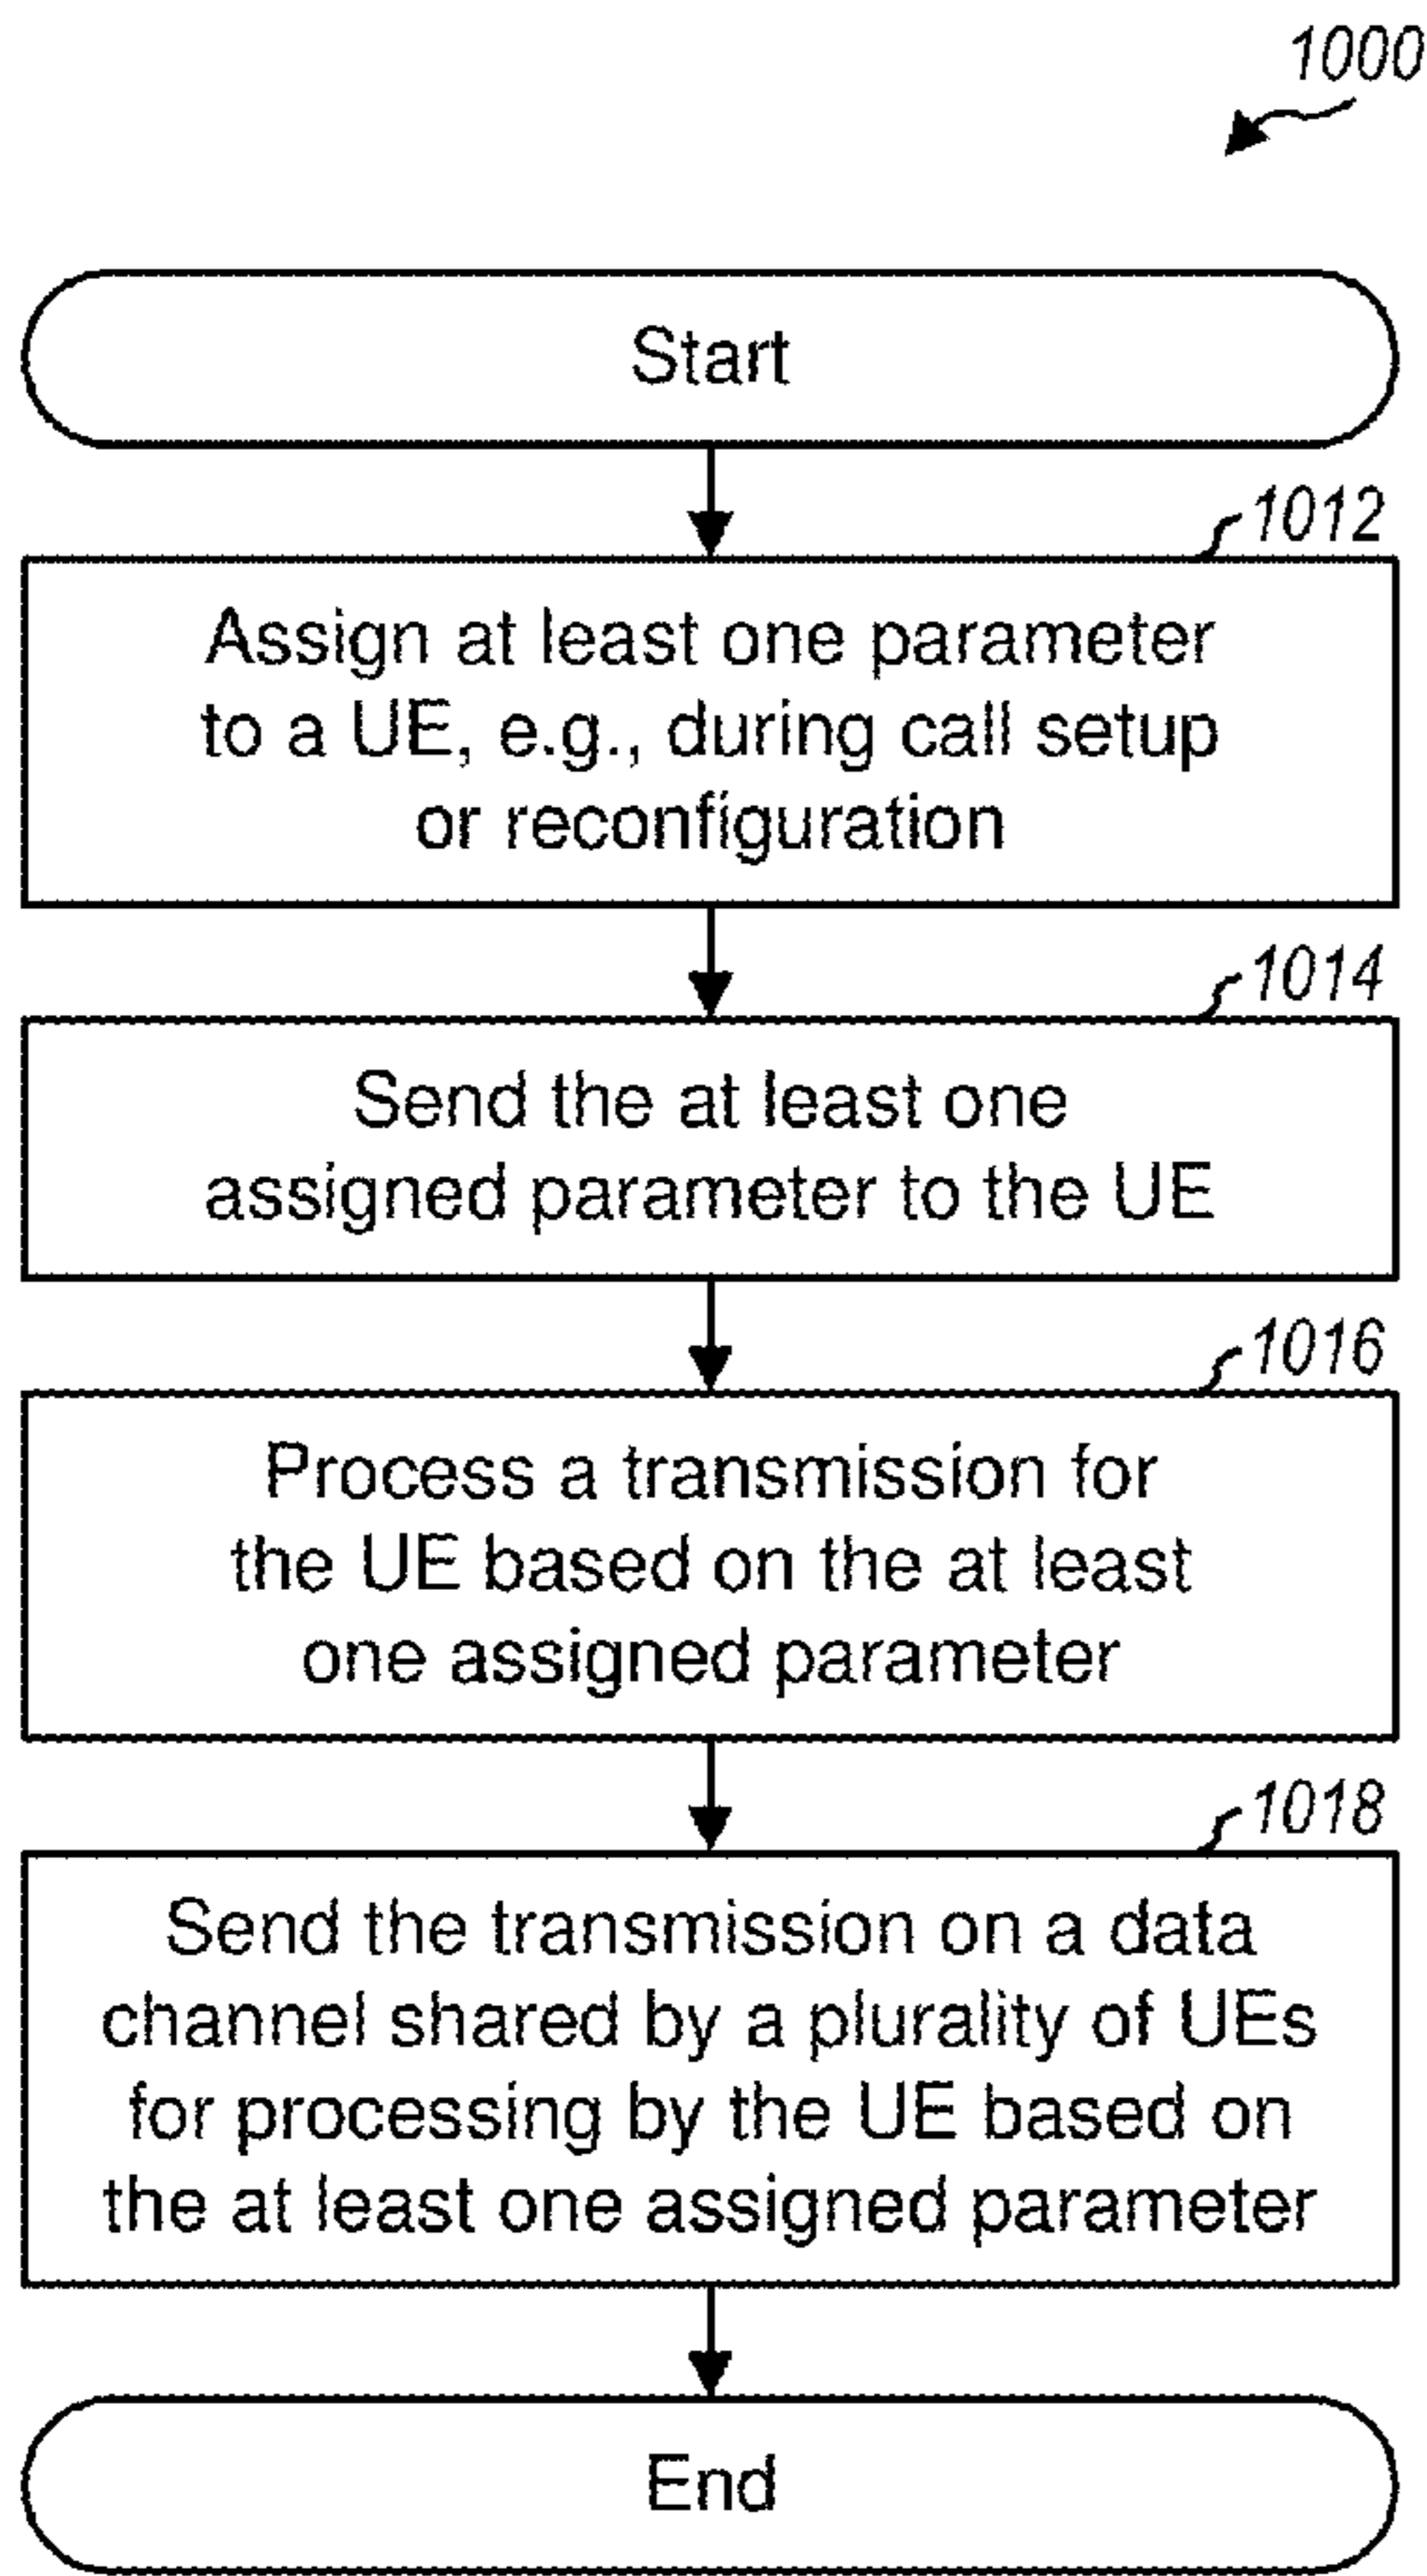 1000
Start
1012
Assign at least one parameter
to a UE, e.g., during call setup
or reconfiguration
1014
Send the at least one
assigned parameter to the UE
1016
Process a transmission for
the UE based on the at least
one assigned parameter
1018
Send the transmission on a data
channel shared by a plurality of UEs
for processing by the UE based on
the at least one assigned parameter
End